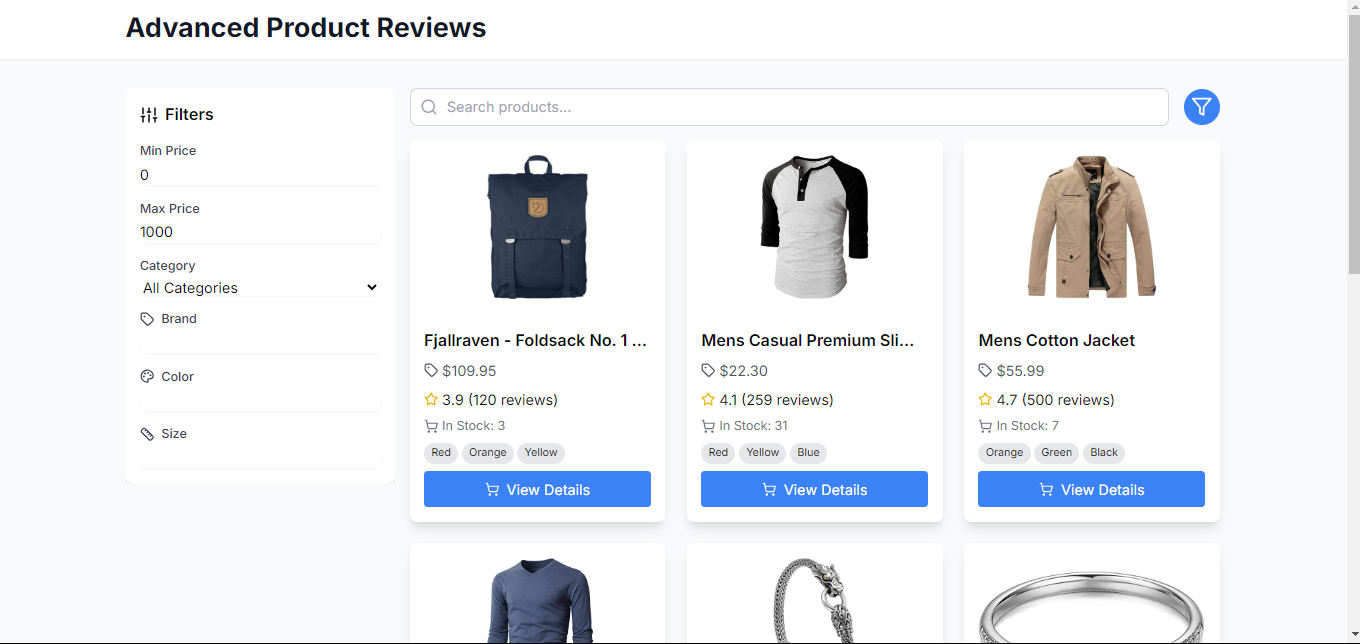 Advanced Product Reviews
Filters
Min Price
0
Max Price
1000
Category
All Categories
Brand
Color
Size
Search products...
Fjallraven - Foldsack No. 1 ...
$109.95
3.9 (120 reviews)
In Stock: 3
Red Orange Yellow
View Details
Mens Casual Premium Sli...
$22.30
4.1 (259 reviews)
In Stock: 31
Red Yellow Blue
View Details
Mens Cotton Jacket
$55.99
4.7 (500 reviews)
In Stock: 7
Orange Green Black
View Details